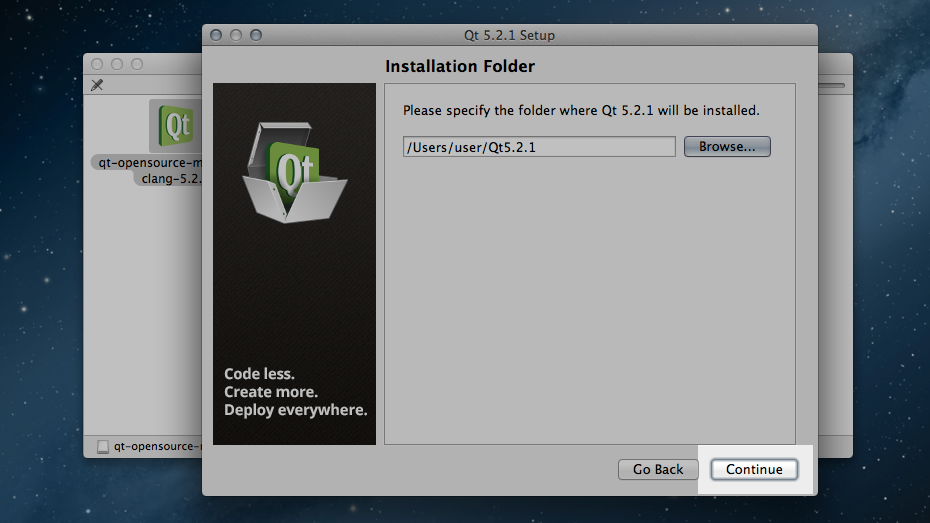 Qt 5.2.1 Setup
Installation Folder
Qt
qt-opensource-m
clang-5.2.
Please specify the folder where Qt 5.2.1 will be installed.
/Users/user/Qt5.2.1
Browse...
Qt
Code less.
Create more.
Deploy everywhere.
qt-opensource-
Go Back
Continue